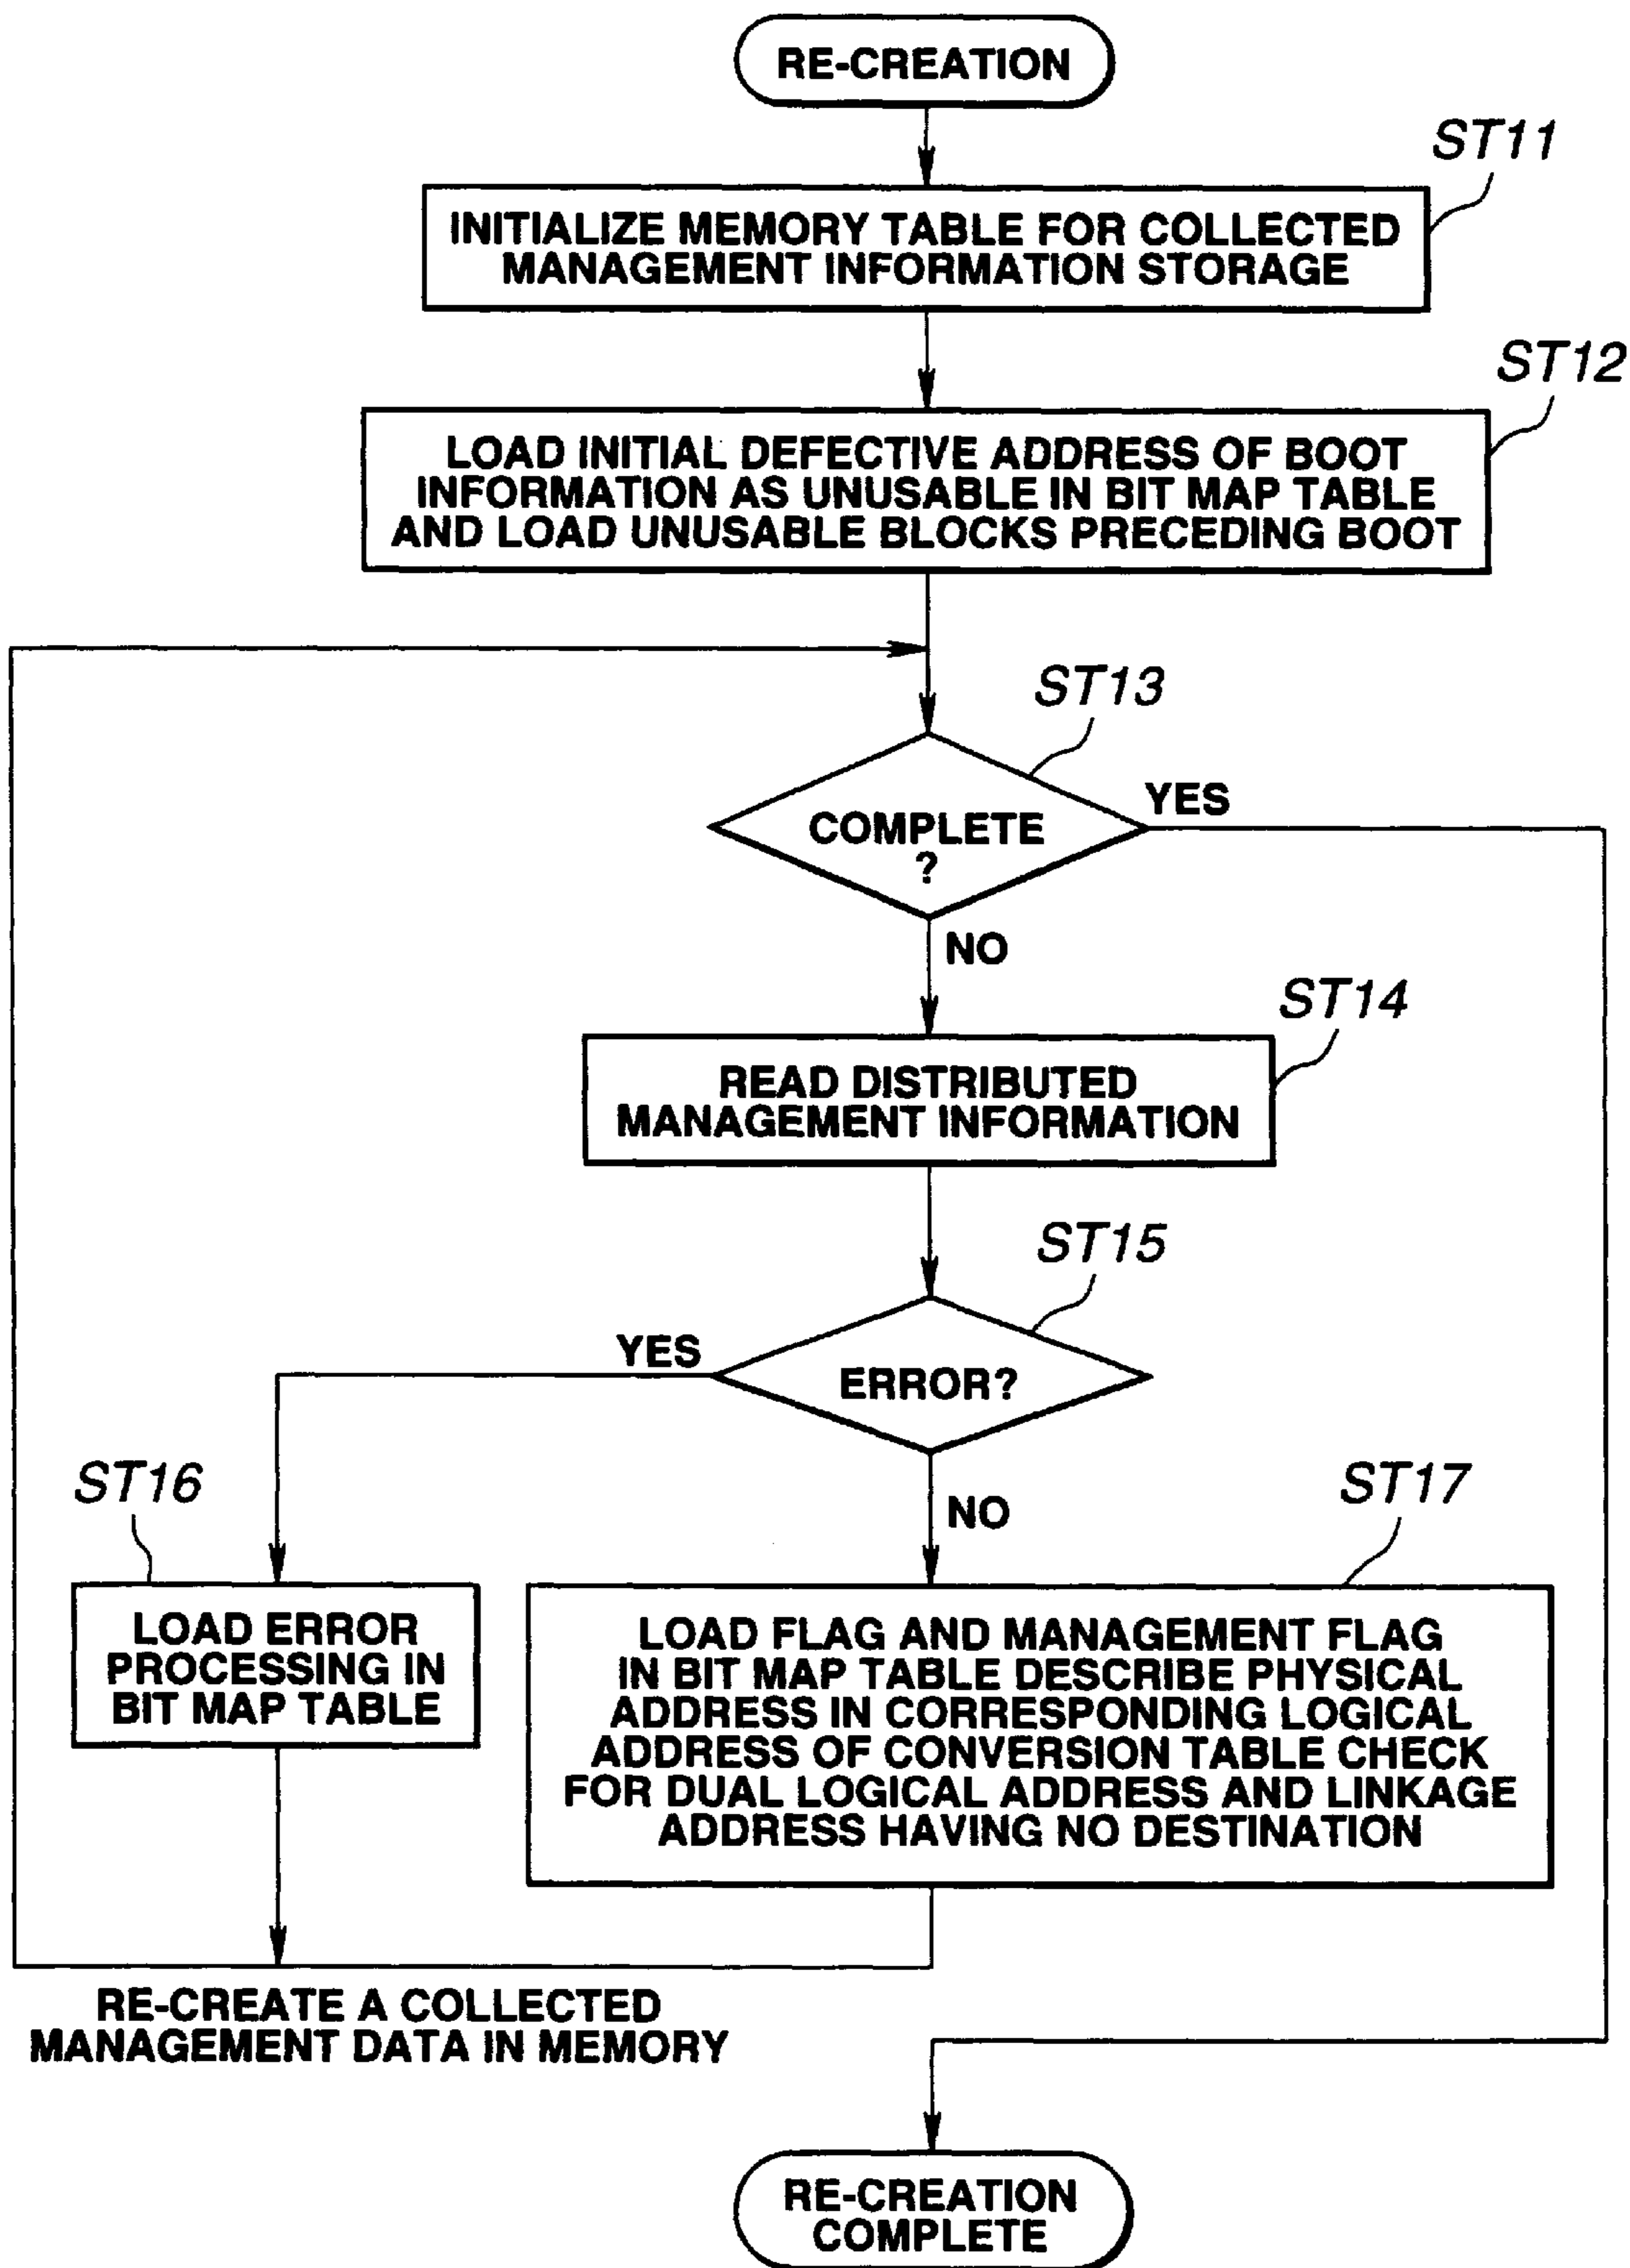 RE-CREATION
ST11
INITIALIZE MEMORY TABLE FOR COLLECTED
MANAGEMENT INFORMATION STORAGE
ST12
LOAD INITIAL DEFECTIVE ADDRESS OF BOOT
INFORMATION AS UNUSABLE IN BIT MAP TABLE
AND LOAD UNUSABLE BLOCKS PRECEDING BOOT
ST13
COMPLETE
?
YES
NO
ST14
READ DISTRIBUTED
MANAGEMENT INFORMATION
ST15
ERROR?
YES
NO
ST16
LOAD ERROR
PROCESSING IN
BIT MAP TABLE
ST17
LOAD FLAG AND MANAGEMENT FLAG
IN BIT MAP TABLE DESCRIBE PHYSICAL
ADDRESS IN CORRESPONDING LOGICAL
ADDRESS OF CONVERSION TABLE CHECK
FOR DUAL LOGICAL ADDRESS AND LINKAGE
ADDRESS HAVING NO DESTINATION
RE-CREATE A COLLECTED
MANAGEMENT DATA IN MEMORY
RE-CREATION
COMPLETE